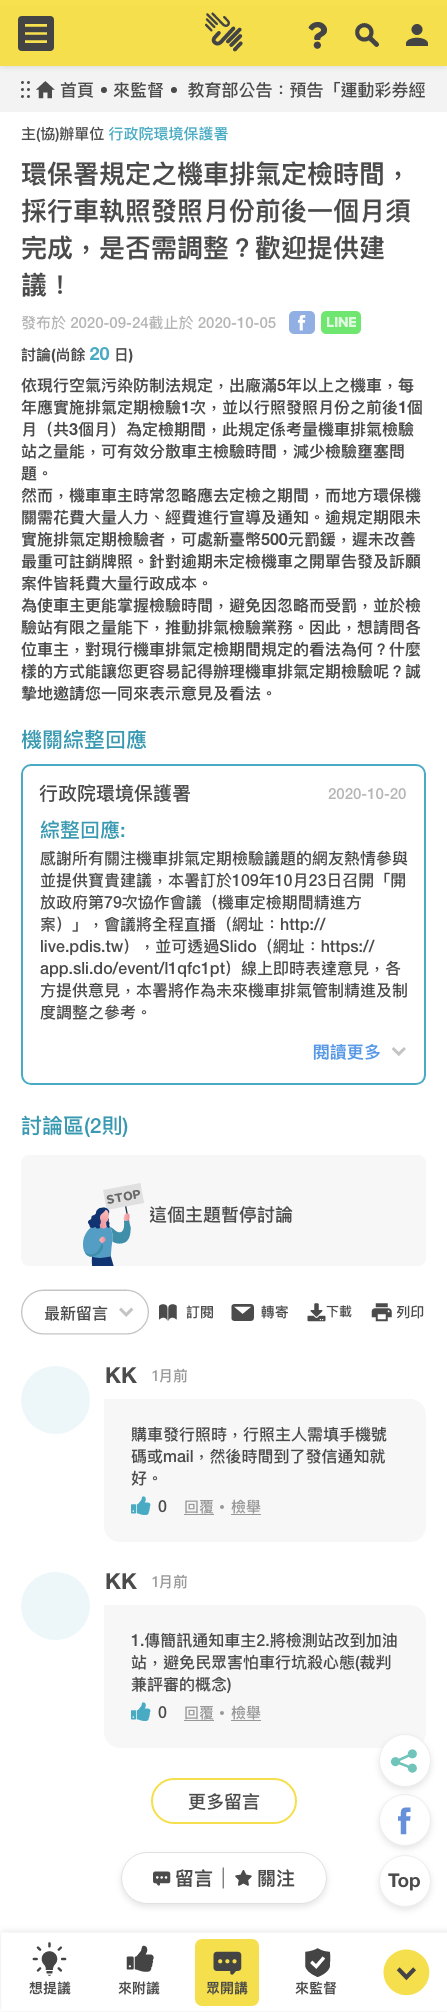 首頁 • 來監督 • 教育部公告：預告「運動彩券經
主(協)辦單位 行政院環境保護署
環保署規定之機車排氣定檢時間，
採行車執照發照月份前後一個月須
完成，是否需調整？歡迎提供建
議！
發布於 2020-09-24截止於 2020-10-05 f LINE
討論(尚餘 20 日)
依現行空氣污染防制法規定，出廠滿5年以上之機車，每
年應實施排氣定期檢驗1次，並以行照發照月份之前後1個
月（共3個月）為定檢期間，此規定係考量機車排氣檢驗
站之量能，可有效分散車主檢驗時間，減少檢驗壅塞問
題。
然而，機車車主時常忽略應去定檢之期間，而地方環保機
關需花費大量人力、經費進行宣導及通知。逾規定期限未
實施排氣定期檢驗者，可處新臺幣500元罰鍰，遲未改善
最重可註銷牌照。針對逾期未定檢機車之開單告發及訴願
案件皆耗費大量行政成本。
為使車主更能掌握檢驗時間，避免因忽略而受罰，並於檢
驗站有限之量能下，推動排氣檢驗業務。因此，想請問各
位車主，對現行機車排氣定檢期間規定的看法為何？什麼
樣的方式能讓您更容易記得辦理機車排氣定期檢驗呢？誠
摯地邀請您一同來表示意見及看法。
機關綜整回應
行政院環境保護署 2020-10-20
綜整回應:
感謝所有關注機車排氣定期檢驗議題的網友熱情參與
並提供寶貴建議，本署訂於109年10月23日召開「開
放政府第79次協作會議（機車定檢期間精進方
案）」，會議將全程直播（網址：http://
live.pdis.tw），並可透過Slido（網址：https://
app.sli.do/event/l1qfc1pt）線上即時表達意見，各
方提供意見，本署將作為未來機車排氣管制精進及制
度調整之參考。
閱讀更多
討論區(2則)
STOP
這個主題暫停討論
最新留言 訂閱 轉寄 下載 列印
KK 1月前
購車發行照時，行照主人需填手機號
碼或mail，然後時間到了發信通知就
好。
0 回覆 • 檢舉
KK 1月前
1.傳簡訊通知車主2.將檢測站改到加油
站，避免民眾害怕車行坑殺心態(裁判
兼評審的概念)
0 回覆 • 檢舉
更多留言
f
Top
留言 | 關注
想提議 來附議 眾開講 來監督